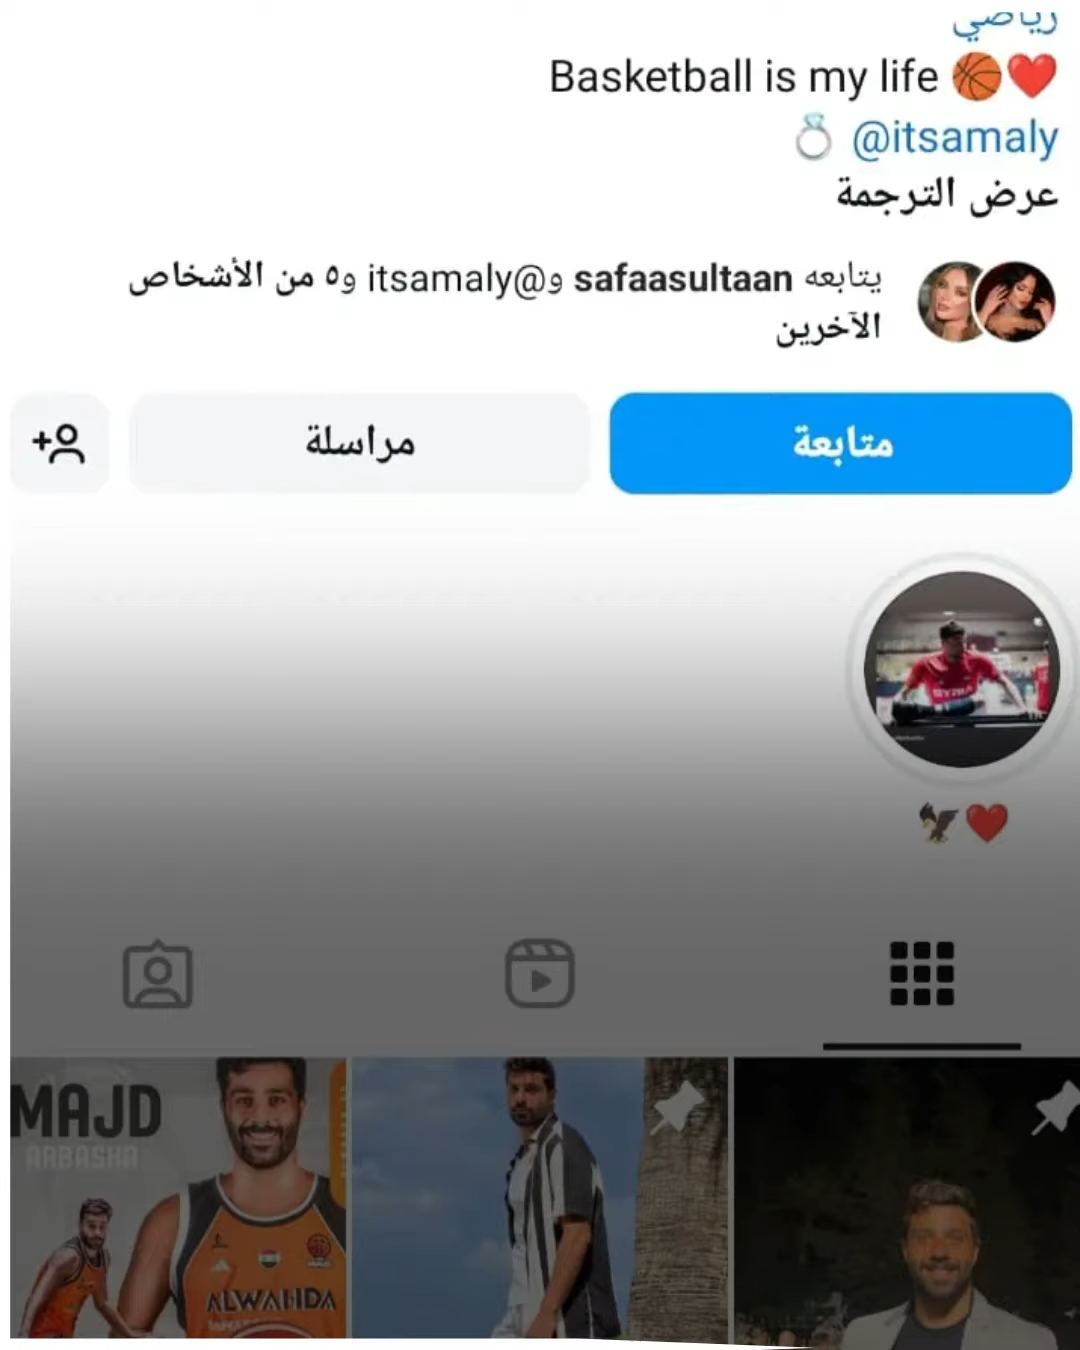 رياضي
Basketball is my life 🏀❤️
@itsamaly 💍
عرض الترجمة
يتابعه safaasultaan و@itsamaly و٥ من الأشخاص
الآخرين
متابعة
مراسلة
SYRIA
🦅❤️
MAJD
ARBASHA
ALWAHDA